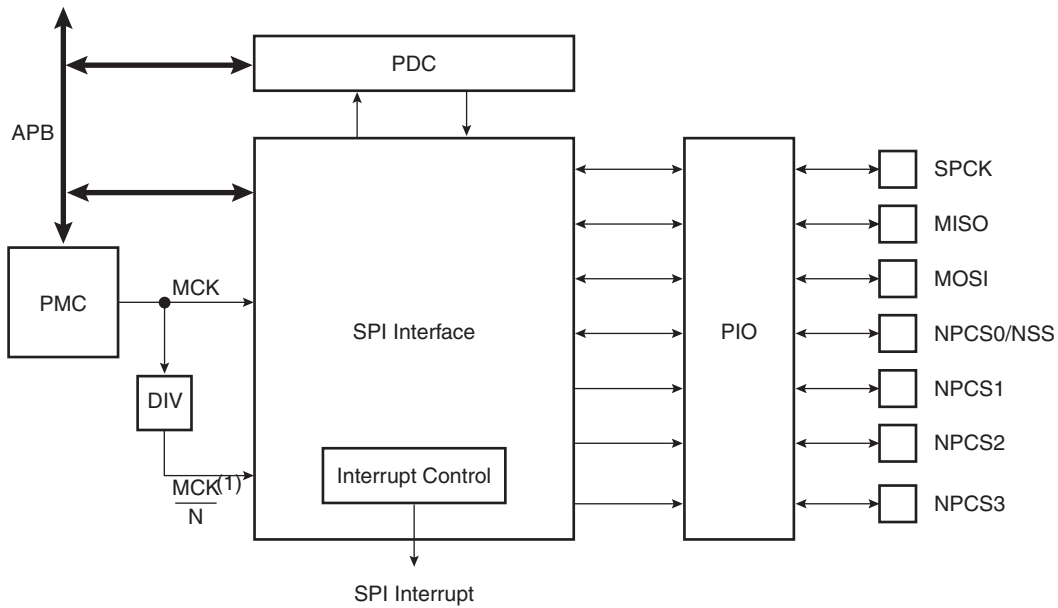 PDC
APB
SPCK
MISO
MCK
MOSI
PMC
SPI Interface
PIO
NPCS0/NSS
DIV
NPCS1
NPCS2
Interrupt Control
MCK(1)
N
NPCS3
SPI Interrupt